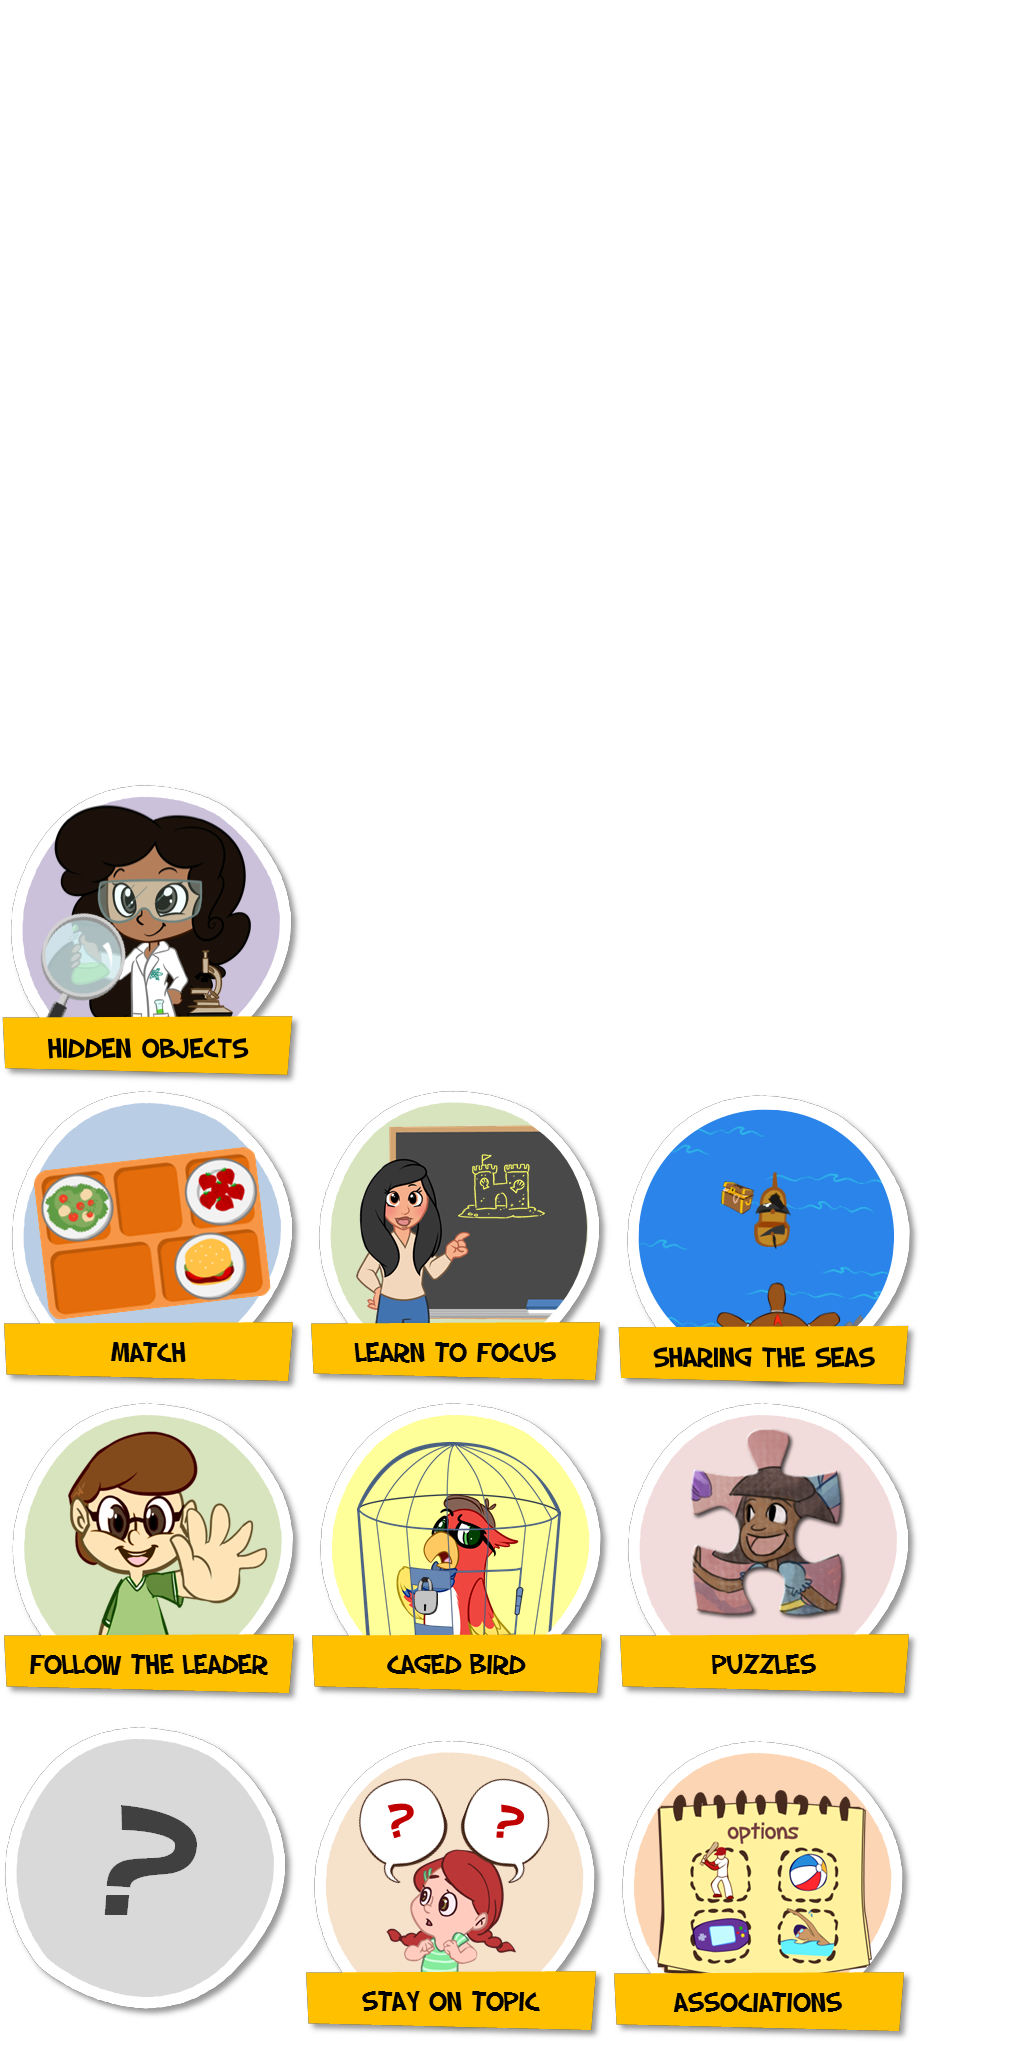 HIDDEN OBJECTS
MATCH
LEARN TO FOCUS
A
SHARING THE SEAS
FOLLOW THE LEADER
CAGED BIRD
PUZZLES
?
? ?
STAY ON TOPIC
options
ASSOCIATIONS